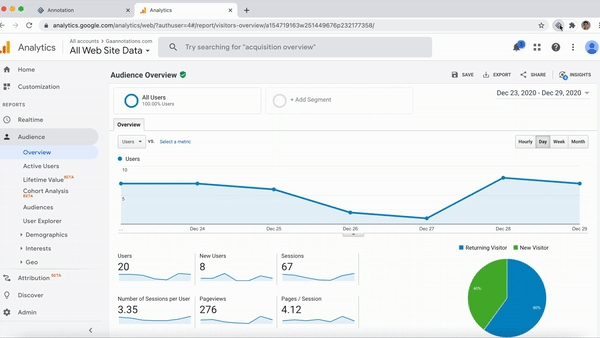 Annotation
Analytics
analytics.google.com/analytics/web/?authuser=4#/report/visitors-overview/a154719163w251449676p232177358/
Analytics
All accounts > Gaannotations.com
All Web Site Data
Try searching for "acquisition overview"
2
Home
Customization
REPORTS
Realtime
Audience
Overview
Active Users
Lifetime Value BETA
Cohort Analysis BETA
Audiences
User Explorer
Demographics
Interests
Geo
Attribution BETA
Discover
Admin
Audience Overview
SAVE
EXPORT
SHARE
INSIGHTS
All Users
100.00% Users
+ Add Segment
Dec 23, 2020 - Dec 29, 2020
Overview
Users
vs.
Select a metric
Hourly
Day
Week
Month
Users
10
5
...
Dec 24
Dec 25
Dec 26
Dec 27
Dec 28
Dec 29
Users
20
New Users
8
Sessions
67
Number of Sessions per User
3.35
Pageviews
276
Pages / Session
4.12
Returning Visitor
New Visitor
40%
60%